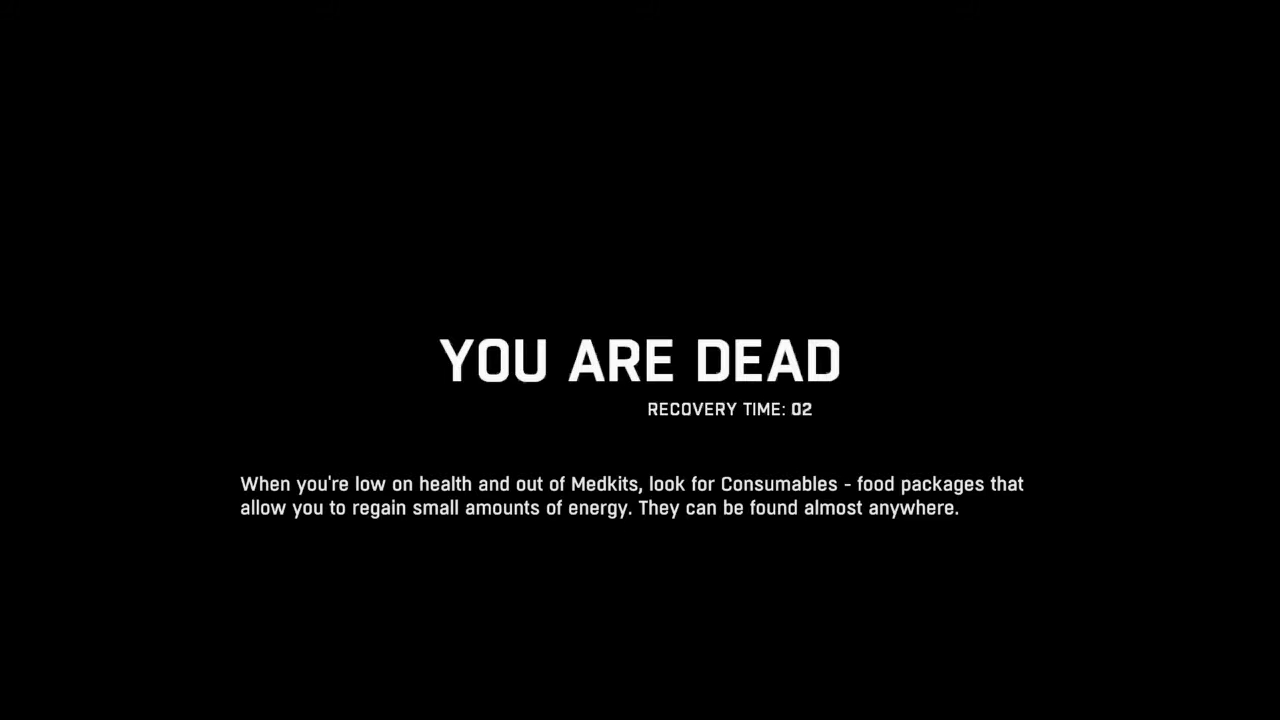 YOU ARE DEAD
RECOVERY TIME: 02
When you're low on health and out of Medkits, look for Consumables - food packages that
allow you to regain small amounts of energy. They can be found almost anywhere.